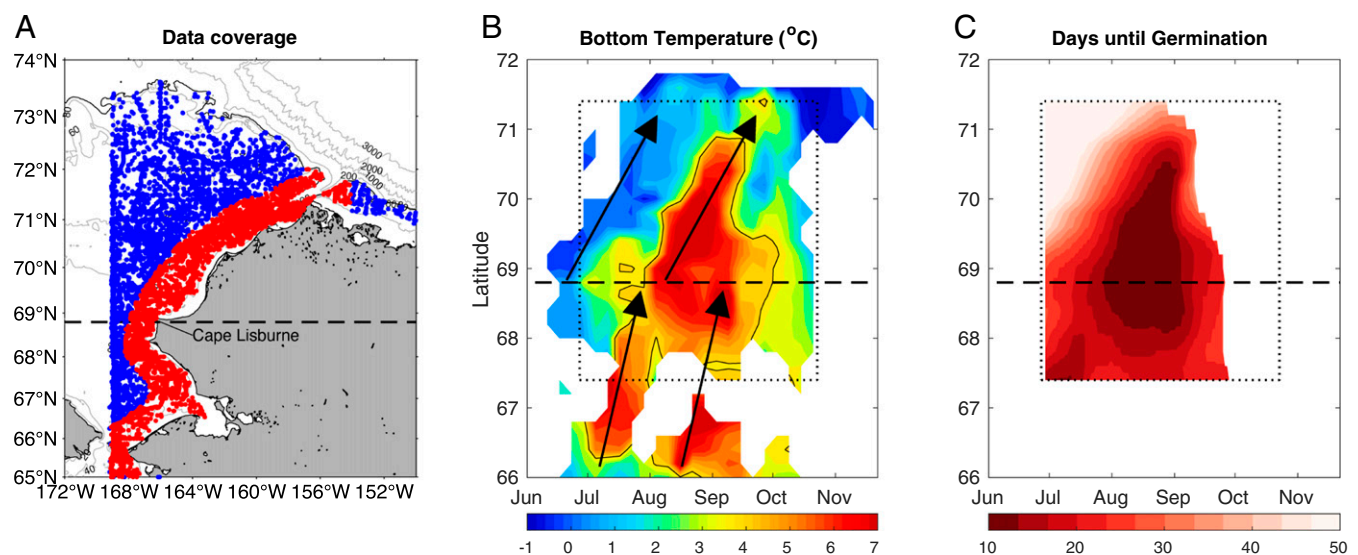 A
Data coverage
74°N
73°N
72°N
71°N
70°N
69°N
68°N
67°N
66°N
65°N
172°W 168°W 164°W 160°W 156°W 152°W
3000
2000
1000
200
80
60
40
Cape Lisburne
B
Bottom Temperature (°C)
Latitude
72
71
70
69
68
67
66
Jun Jul Aug Sep Oct Nov
-1 0 1 2 3 4 5 6 7
C
Days until Germination
72
71
70
69
68
67
66
Jun Jul Aug Sep Oct Nov
10 20 30 40 50